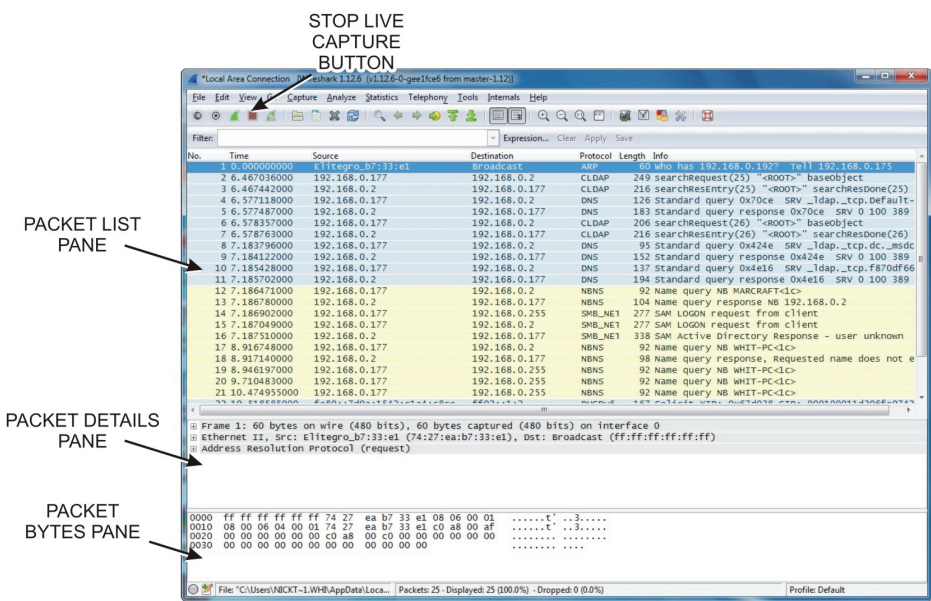 STOP LIVE
CAPTURE
BUTTON
*Local Area Connection [Wireshark 1.12.6 (v1.12.6-0-gee1fce6 from master-1.12)]
File Edit View Capture Analyze Statistics Telephony Tools Internals Help
Filter: Expression... Clear Apply Save
No. Time Source Destination Protocol Length Info
1 0.000000000 Elitegro_b7:33:e1 Broadcast ARP 60 who has 192.168.0.192? Tell 192.168.0.175
2 6.467036000 192.168.0.177 192.168.0.2 CLDAP 249 searchRequest(25) "<ROOT>" baseObject
3 6.467442000 192.168.0.2 192.168.0.177 CLDAP 216 searchResEntry(25) "<ROOT>" searchResDone(25)
4 6.577118000 192.168.0.177 192.168.0.2 DNS 126 Standard query 0x70ce SRV _ldap._tcp.Default-
5 6.577487000 192.168.0.2 192.168.0.177 DNS 183 Standard query response 0x70ce SRV 0 100 389
6 6.578357000 192.168.0.177 192.168.0.2 CLDAP 206 searchRequest(26) "<ROOT>" baseObject
7 6.578763000 192.168.0.2 192.168.0.177 CLDAP 216 searchResEntry(26) "<ROOT>" searchResDone(26)
8 7.183796000 192.168.0.177 192.168.0.2 DNS 95 Standard query 0x424e SRV _ldap._tcp.dc._msdc
9 7.184122000 192.168.0.2 192.168.0.177 DNS 152 Standard query response 0x424e SRV 0 100 389
PACKET LIST
PANE
10 7.185428000 192.168.0.177 192.168.0.2 DNS 137 Standard query 0x4e16 SRV _ldap._tcp.f870df66
11 7.185702000 192.168.0.2 192.168.0.177 DNS 194 Standard query response 0x4e16 SRV 0 100 389
12 7.186471000 192.168.0.177 192.168.0.2 NBNS 92 Name query NB MARCRAFT<1c>
13 7.186780000 192.168.0.2 192.168.0.177 NBNS 104 Name query response NB 192.168.0.2
14 7.186902000 192.168.0.177 192.168.0.255 SMB_NET 277 SAM LOGON request from client
15 7.187049000 192.168.0.177 192.168.0.2 SMB_NET 277 SAM LOGON request from client
16 7.187510000 192.168.0.2 192.168.0.177 SMB_NET 338 SAM Active Directory Response - user unknown
17 8.916748000 192.168.0.177 192.168.0.2 NBNS 92 Name query NB WHIT-PC<1c>
18 8.917140000 192.168.0.2 192.168.0.177 NBNS 98 Name query response, Requested name does not e
19 8.946197000 192.168.0.177 192.168.0.255 NBNS 92 Name query NB WHIT-PC<1c>
20 9.710483000 192.168.0.177 192.168.0.255 NBNS 92 Name query NB WHIT-PC<1c>
21 10.474955000 192.168.0.177 192.168.0.255 NBNS 92 Name query NB WHIT-PC<1c>
PACKET DETAILS
PANE
Frame 1: 60 bytes on wire (480 bits), 60 bytes captured (480 bits) on interface 0
Ethernet II, Src: Elitegro_b7:33:e1 (74:27:ea:b7:33:e1), Dst: Broadcast (ff:ff:ff:ff:ff:ff)
Address Resolution Protocol (request)
PACKET
BYTES PANE
0000 ff ff ff ff ff ff 74 27 ea b7 33 e1 08 06 00 01 ......t' ..3.....
0010 08 00 06 04 00 01 74 27 ea b7 33 e1 c0 a8 00 af ......t' ..3.....
0020 00 00 00 00 00 00 c0 a8 00 c0 00 00 00 00 00 00 ........ ........
0030 00 00 00 00 00 00 00 00 00 00 00 00 ........ ....
File: "C:\Users\NICKT~1.WHI\AppData\Loca... Packets: 25 · Displayed: 25 (100.0%) · Dropped: 0 (0.0%) Profile: Default